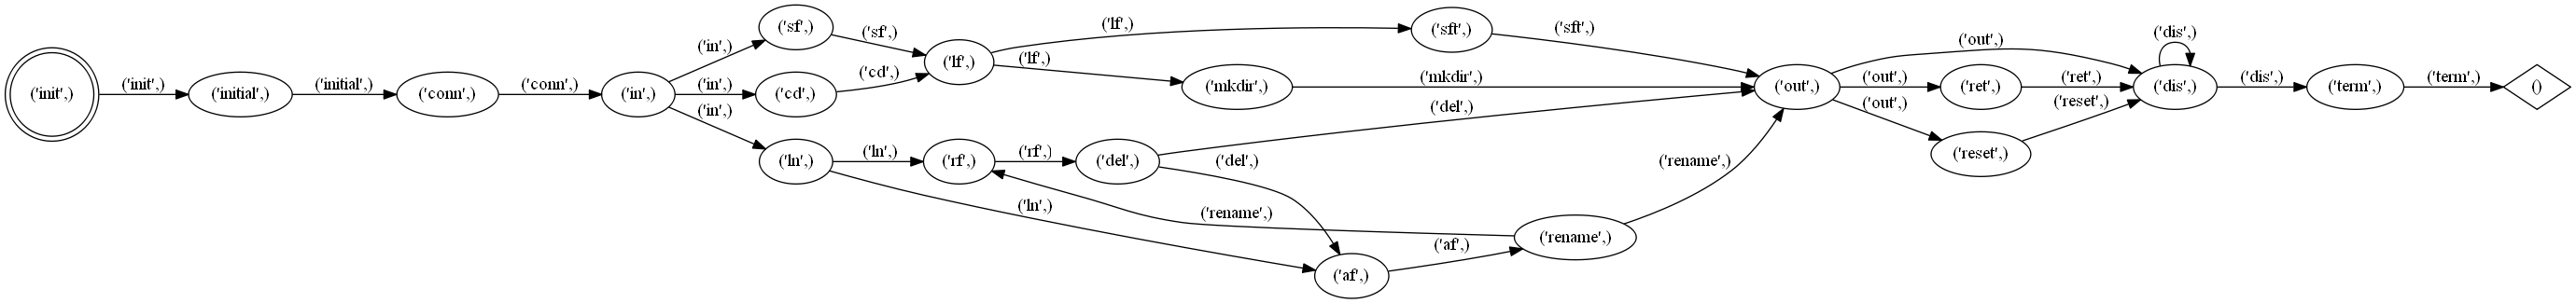 ('init',)
('init',)
('initial',)
('initial',)
('conn',)
('conn',)
('in',)
('in',)
('in',)
('in',)
('sf',)
('sf',)
('cd',)
('cd',)
('ln',)
('ln',)
('ln',)
('lf',)
('lf',)
('lf',)
('rf',)
('rf',)
('del',)
('del',)
('del',)
('mkdir',)
('mkdir',)
('sft',)
('sft',)
('rename',)
('af',)
('af',)
('rename',)
('rename',)
('out',)
('out',)
('out',)
('out',)
('ret',)
('ret',)
('reset',)
('reset',)
('dis',)
('dis',)
('dis',)
('term',)
('term',)
()